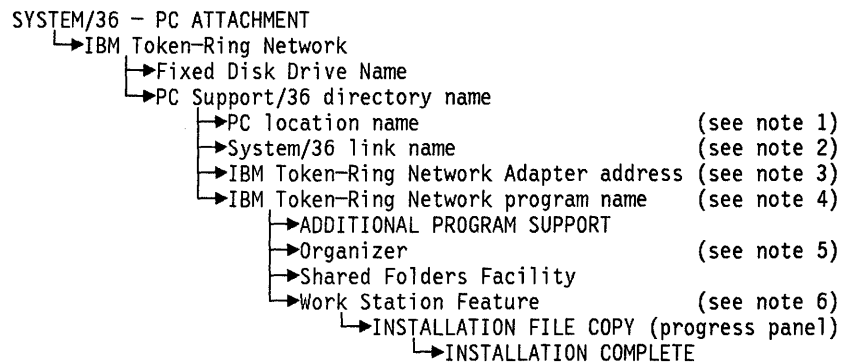 SYSTEM/36 - PC ATTACHMENT
IBM Token-Ring Network
Fixed Disk Drive Name
PC Support/36 directory name
PC location name (see note 1)
System/36 link name (see note 2)
IBM Token-Ring Network Adapter address (see note 3)
IBM Token-Ring Network program name (see note 4)
ADDITIONAL PROGRAM SUPPORT
Organizer (see note 5)
Shared Folders Facility
Work Station Feature (see note 6)
INSTALLATION FILE COPY (progress panel)
INSTALLATION COMPLETE